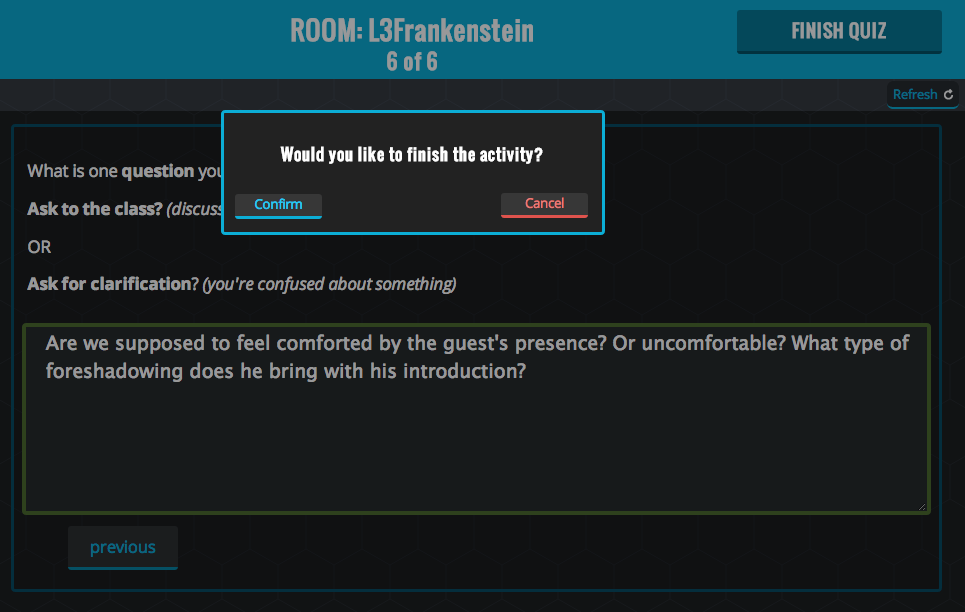 ROOM: L3Frankenstein
FINISH QUIZ
6 of 6
Refresh
Would you like to finish the activity?
Confirm
Cancel
What is one question you
Ask to the class? (discuss
OR
Ask for clarification? (you're confused about something)
Are we supposed to feel comforted by the guest's presence? Or uncomfortable? What type of
foreshadowing does he bring with his introduction?
previous